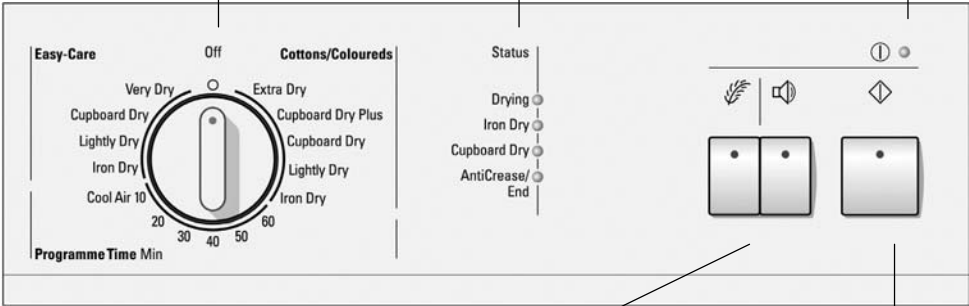 Easy-Care
Off
Cottons/Coloureds
Very Dry
Cupboard Dry
Lightly Dry
Iron Dry
Cool Air 10
20
30
40
50
60
Extra Dry
Cupboard Dry Plus
Cupboard Dry
Lightly Dry
Iron Dry
Programme Time Min
Status
Drying
Iron Dry
Cupboard Dry
AntiCrease/
End